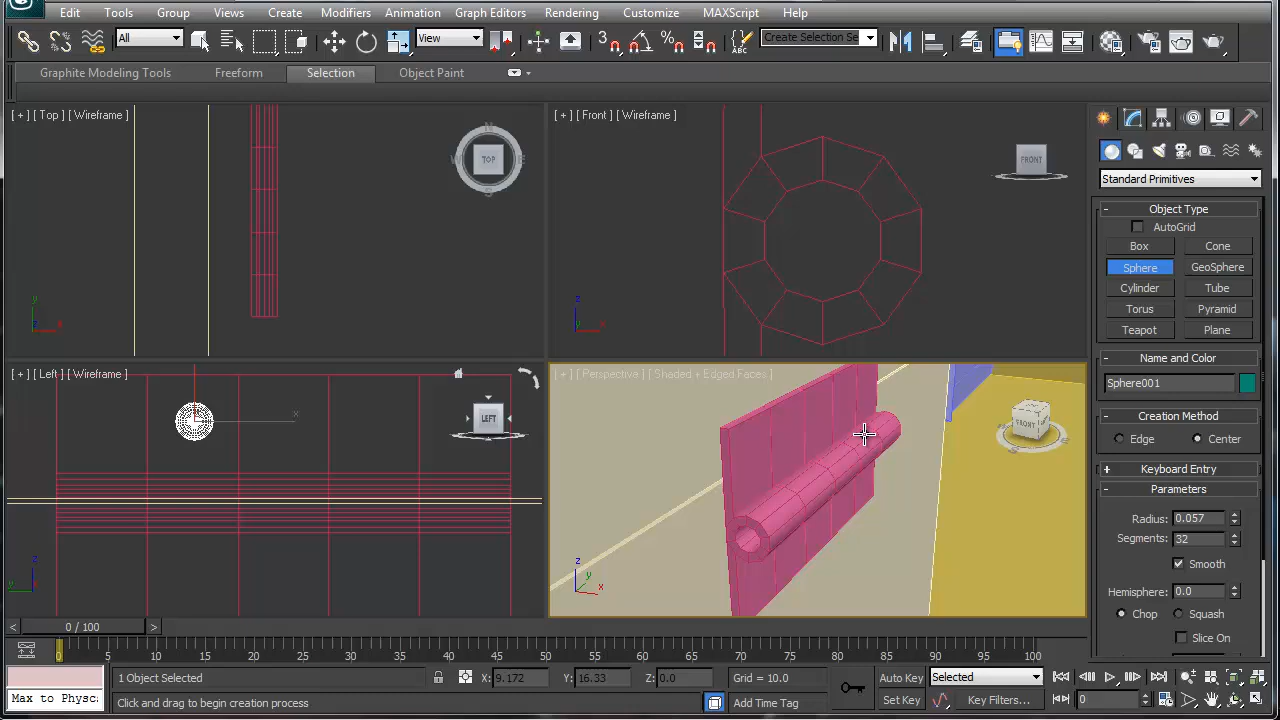 Edit Tools Group Views Create Modifiers Animation Graph Editors Rendering Customize MAXScript Help
All View 3 % ABC Create Selection Se
Graphite Modeling Tools Freeform Selection Object Paint
[ + ] [ Top ] [ Wireframe ]
TOP
[ + ] [ Front ] [ Wireframe ]
FRONT
Standard Primitives
- Object Type
AutoGrid
Box Cone
Sphere GeoSphere
Cylinder Tube
Torus Pyramid
Teapot Plane
- Name and Color
Sphere001
- Creation Method
Edge Center
+ Keyboard Entry
- Parameters
Radius: 0.057
Segments: 32
Smooth
Hemisphere: 0.0
Chop Squash
Slice On
y
x
z
z
x
y
[ + ] [ Left ] [ Wireframe ]
LEFT
x
z
y
[ + ] [ Perspective ] [ Shaded + Edged Faces ]
FRONT
z
y
x
< 0 / 100 >
0 5 10 15 20 25 30 35 40 45 50 55 60 65 70 75 80 85 90 95 100
1 Object Selected X: 9.172 Y: 16.33 Z: 0.0 Grid = 10.0 Auto Key Selected
Max to Physc: Click and drag to begin creation process Add Time Tag Set Key Key Filters... 0